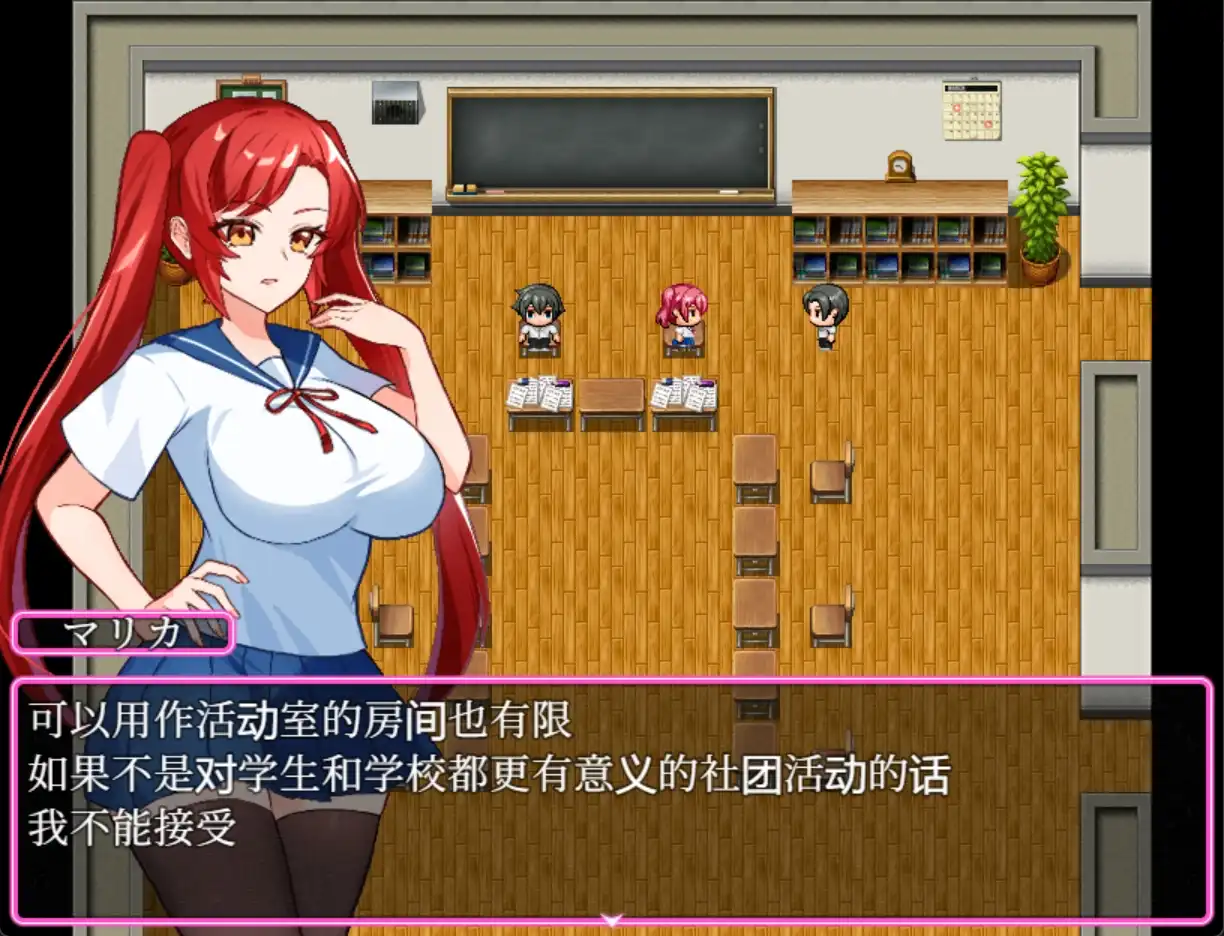 マリカ
可以用作活动室的房间也有限
如果不是对学生和学校都更有意义的社团活动的话
我不能接受